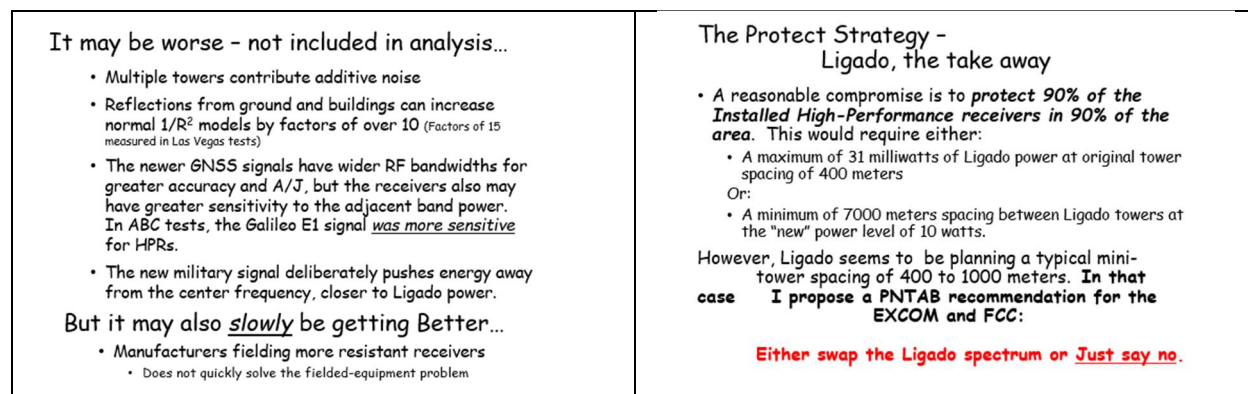 It may be worse – not included in analysis…
• Multiple towers contribute additive noise
• Reflections from ground and buildings can increase
normal 1/R² models by factors of over 10 (Factors of 15
measured in Las Vegas tests)
• The newer GNSS signals have wider RF bandwidths for
greater accuracy and A/J, but the receivers also may
have greater sensitivity to the adjacent band power.
In ABC tests, the Galileo E1 signal was more sensitive
for HPRs.
• The new military signal deliberately pushes energy away
from the center frequency, closer to Ligado power.
But it may also slowly be getting Better…
• Manufacturers fielding more resistant receivers
• Does not quickly solve the fielded-equipment problem
The Protect Strategy –
Ligado, the take away
• A reasonable compromise is to protect 90% of the
Installed High-Performance receivers in 90% of the
area. This would require either:
• A maximum of 31 milliwatts of Ligado power at original tower
spacing of 400 meters
Or:
• A minimum of 7000 meters spacing between Ligado towers at
the "new" power level of 10 watts.
However, Ligado seems to be planning a typical mini-
tower spacing of 400 to 1000 meters. In that
case I propose a PNTAB recommendation for the
EXCOM and FCC:
Either swap the Ligado spectrum or Just say no.